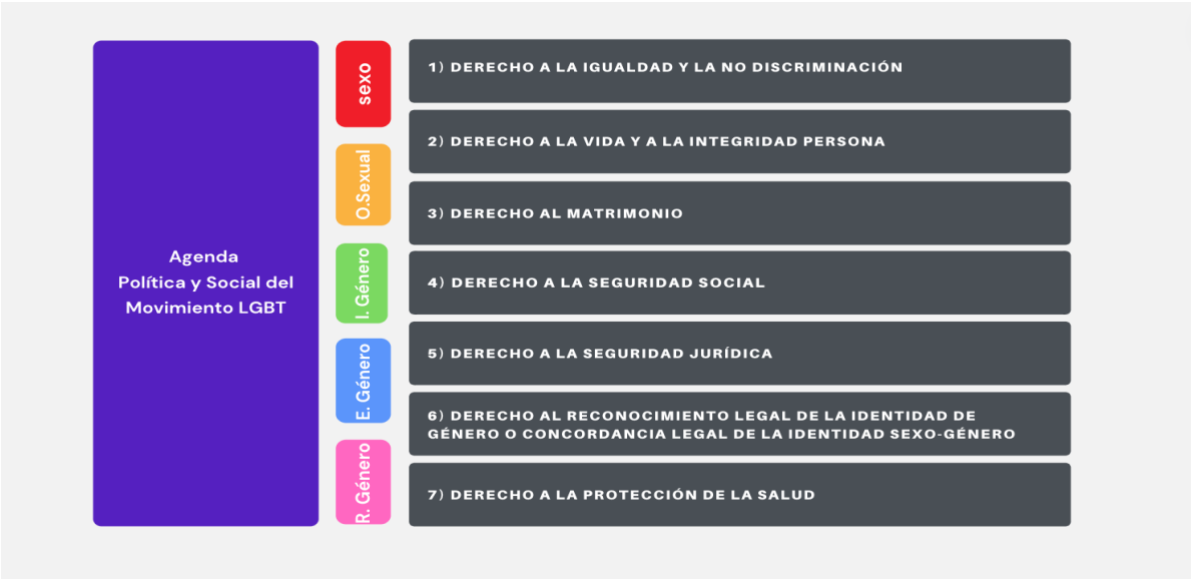 Agenda
Política y Social del
Movimiento LGBT
sexo
O.Sexual
I. Género
E. Género
R. Género
1) DERECHO A LA IGUALDAD Y LA NO DISCRIMINACIÓN
2) DERECHO A LA VIDA Y A LA INTEGRIDAD PERSONA
3) DERECHO AL MATRIMONIO
4) DERECHO A LA SEGURIDAD SOCIAL
5) DERECHO A LA SEGURIDAD JURÍDICA
6) DERECHO AL RECONOCIMIENTO LEGAL DE LA IDENTIDAD DE
GÉNERO O CONCORDANCIA LEGAL DE LA IDENTIDAD SEXO-GÉNERO
7) DERECHO A LA PROTECCIÓN DE LA SALUD